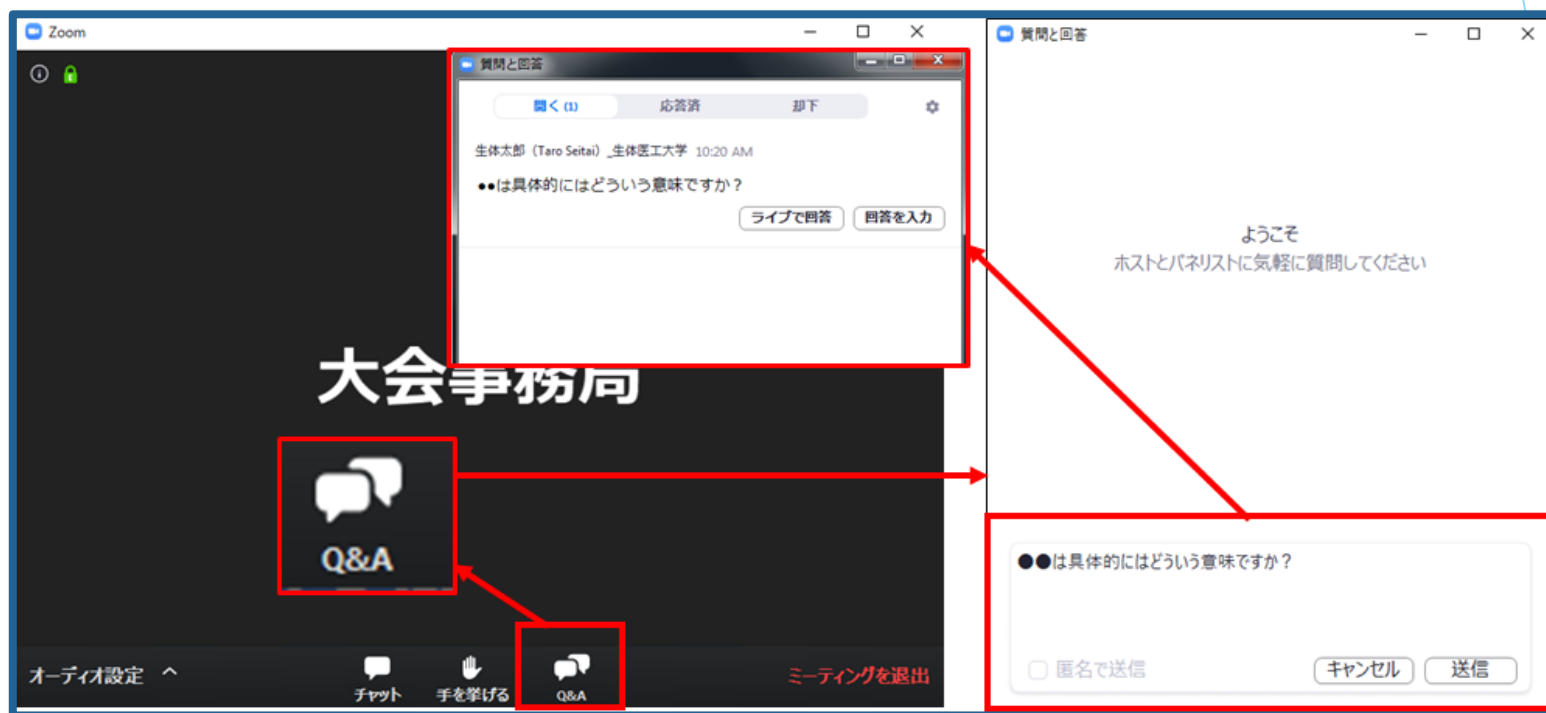 Zoom
質問と回答
開く (1) 応答済 却下
生体太郎（Taro Seitai）_生体医工大学 10:20 AM
●●は具体的にはどういう意味ですか？
ライブで回答 回答を入力
大会事務局
Q&A
オーディオ設定 ^
チャット 手を挙げる Q&A
ミーティングを退出
質問と回答
ようこそ
ホストとパネリストに気軽に質問してください
●●は具体的にはどういう意味ですか？
匿名で送信 キャンセル 送信